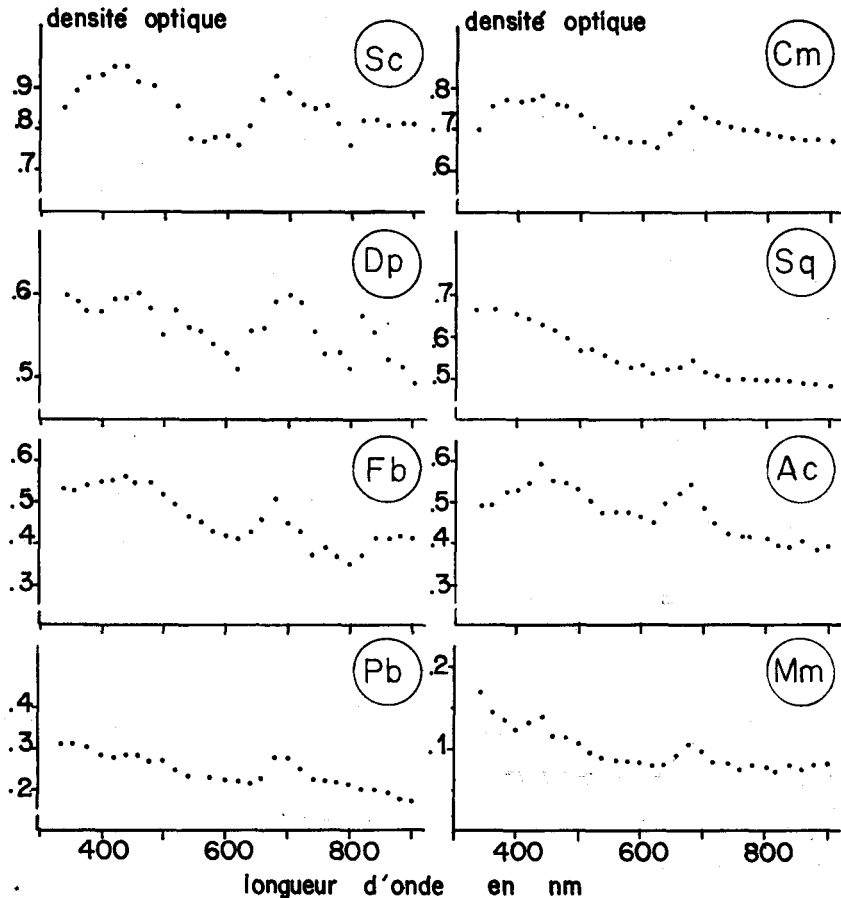 densité optique
densité optique
Sc
Cm
.9
.8
.7
.8
.7
.6
Dp
Sq
.6
.5
.7
.6
.5
Fb
Ac
.6
.5
.4
.3
.6
.5
.4
.3
Pb
Mm
.4
.3
.2
.2
.1
400 600 800 400 600 800
longueur d'onde en nm